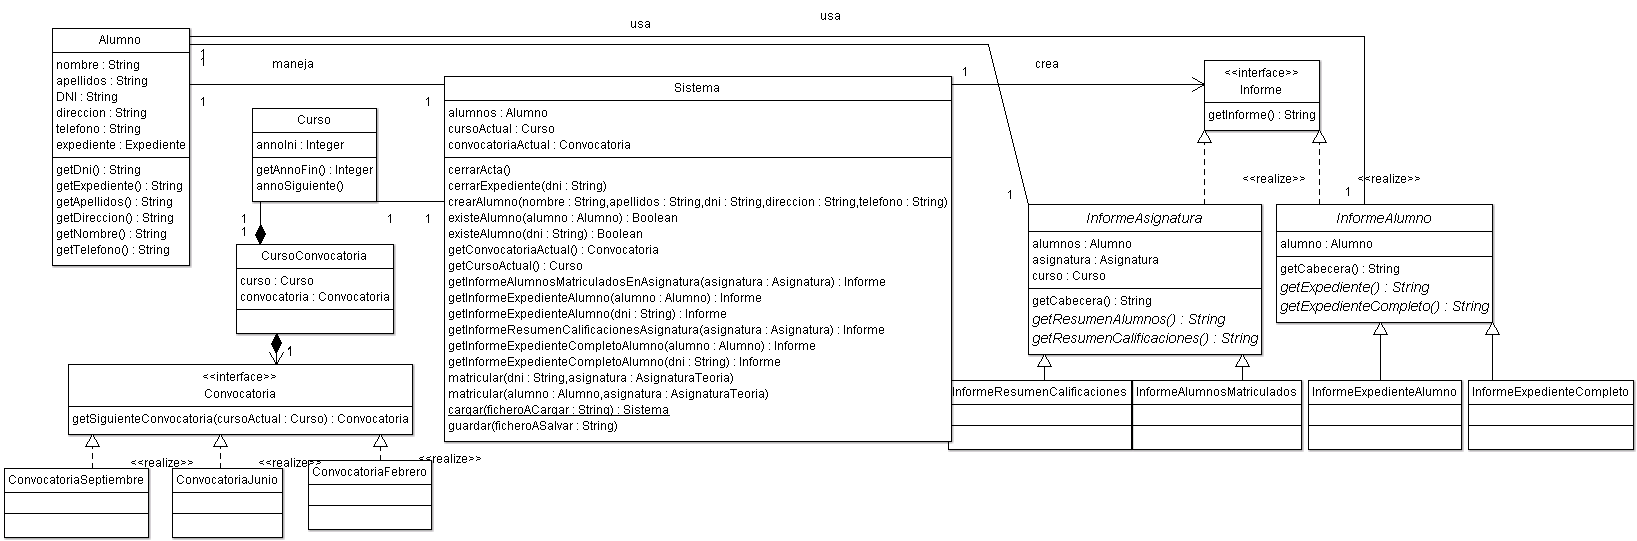 usa
usa
Alumno
nombre : String
apellidos : String
DNI : String
direccion : String
telefono : String
expediente : Expediente
getDni() : String
getExpediente() : String
getApellidos() : String
getDireccion() : String
getNombre() : String
getTelefono() : String
1
1
maneja
1
1
Curso
annoIni : Integer
getAnnoFin() : Integer
annoSiguiente()
1
1
1
1
CursoConvocatoria
curso : Curso
convocatoria : Convocatoria
1
<<interface>>
Convocatoria
getSiguienteConvocatoria(cursoActual : Curso) : Convocatoria
<<realize>>
<<realize>>
<<realize>>
ConvocatoriaSeptiembre
ConvocatoriaJunio
ConvocatoriaFebrero
Sistema
alumnos : Alumno
cursoActual : Curso
convocatoriaActual : Convocatoria
cerrarActa()
cerrarExpediente(dni : String)
crearAlumno(nombre : String,apellidos : String,dni : String,direccion : String,telefono : String)
existeAlumno(alumno : Alumno) : Boolean
existeAlumno(dni : String) : Boolean
getConvocatoriaActual() : Convocatoria
getCursoActual() : Curso
getInformeAlumnosMatriculadosEnAsignatura(asignatura : Asignatura) : Informe
getInformeExpedienteAlumno(alumno : Alumno) : Informe
getInformeExpedienteAlumno(dni : String) : Informe
getInformeResumenCalificacionesAsignatura(asignatura : Asignatura) : Informe
getInformeExpedienteCompletoAlumno(alumno : Alumno) : Informe
getInformeExpedienteCompletoAlumno(dni : String) : Informe
matricular(dni : String,asignatura : AsignaturaTeoria)
matricular(alumno : Alumno,asignatura : AsignaturaTeoria)
cargar(ficheroACargar : String) : Sistema
guardar(ficheroASalvar : String)
1
crea
<<interface>>
Informe
getInforme() : String
<<realize>>
<<realize>>
1
1
InformeAsignatura
alumnos : Alumno
asignatura : Asignatura
curso : Curso
getCabecera() : String
getResumenAlumnos() : String
getResumenCalificaciones() : String
InformeAlumno
alumno : Alumno
getCabecera() : String
getExpediente() : String
getExpedienteCompleto() : String
InformeResumenCalificaciones
InformeAlumnosMatriculados
InformeExpedienteAlumno
InformeExpedienteCompleto